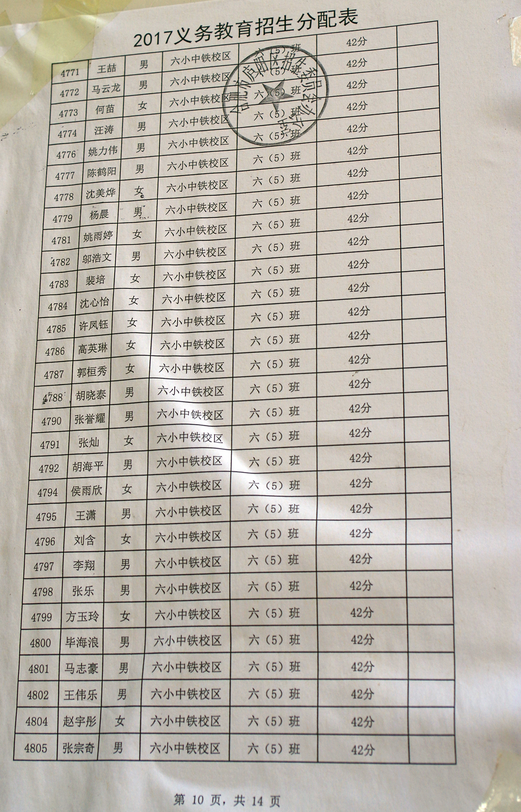 2017义务教育招生分配表
4771 王喆 男 六小中铁校区 六（5）班 42分
4772 马云龙 男 六小中铁校区 六（5）班 42分
4773 何苗 女 六小中铁校区 六（5）班 42分
4774 汪涛 男 六小中铁校区 六（5）班 42分
4776 姚力伟 男 六小中铁校区 六（5）班 42分
4777 陈鹤阳 男 六小中铁校区 六（5）班 42分
4778 沈美烨 女 六小中铁校区 六（5）班 42分
4779 杨晨 男 六小中铁校区 六（5）班 42分
4781 姚雨婷 女 六小中铁校区 六（5）班 42分
4782 邬浩文 男 六小中铁校区 六（5）班 42分
4783 裴培 女 六小中铁校区 六（5）班 42分
4784 沈心怡 女 六小中铁校区 六（5）班 42分
4785 许凤钰 女 六小中铁校区 六（5）班 42分
4786 高英琳 女 六小中铁校区 六（5）班 42分
4787 郭桓秀 女 六小中铁校区 六（5）班 42分
4788 胡晓泰 男 六小中铁校区 六（5）班 42分
4790 张誉耀 男 六小中铁校区 六（5）班 42分
4791 张灿 女 六小中铁校区 六（5）班 42分
4792 胡海平 男 六小中铁校区 六（5）班 42分
4794 侯雨欣 女 六小中铁校区 六（5）班 42分
4795 王潇 男 六小中铁校区 六（5）班 42分
4796 刘含 女 六小中铁校区 六（5）班 42分
4797 李翔 男 六小中铁校区 六（5）班 42分
4798 张乐 男 六小中铁校区 六（5）班 42分
4799 方玉玲 女 六小中铁校区 六（5）班 42分
4800 毕海浪 男 六小中铁校区 六（5）班 42分
4801 马志豪 男 六小中铁校区 六（5）班 42分
4802 王伟乐 男 六小中铁校区 六（5）班 42分
4804 赵宇彤 女 六小中铁校区 六（5）班 42分
4805 张宗奇 男 六小中铁校区 六（5）班 42分
第 10 页，共 14 页